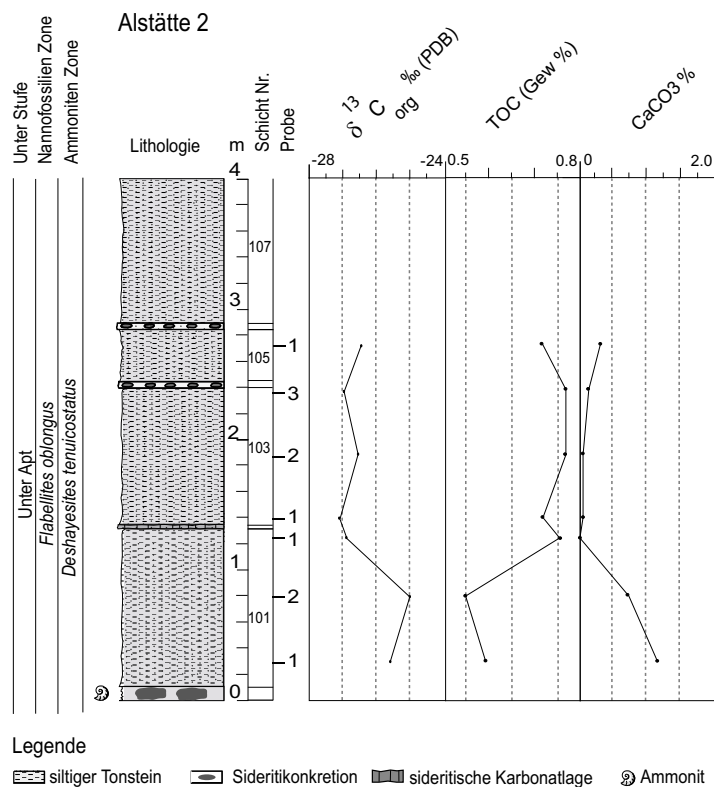 Alstätte 2
Unter Stufe
Nannofossilien Zone
Ammoniten Zone
Lithologie
m
Schicht Nr.
Probe
δ 13 C org ‰ (PDB)
TOC (Gew %)
CaCO3 %
-28
-24
0.5
0.8
0
2.0
4
3
2
1
0
107
105
103
101
1
3
2
1
1
2
1
Unter Apt
Flabellites oblongus
Deshayesites tenuicostatus
Legende
siltiger Tonstein
Sideritikonkretion
sideritische Karbonatlage
Ammonit